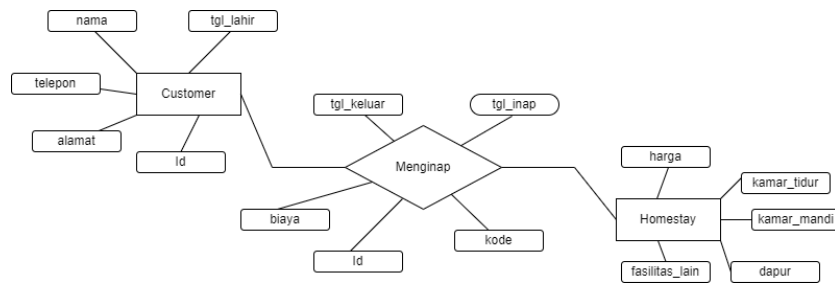 nama
tgl_lahir
telepon
Customer
alamat
Id
tgl_keluar
tgl_inap
Menginap
biaya
Id
kode
harga
kamar_tidur
Homestay
kamar_mandi
fasilitas_lain
dapur